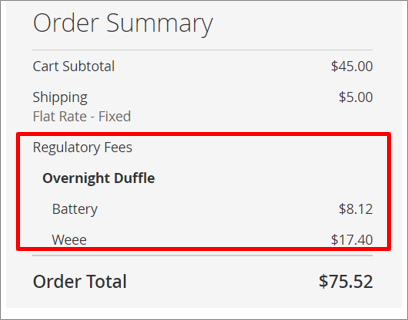 Order Summary
Cart Subtotal $45.00
Shipping $5.00
Flat Rate - Fixed
Regulatory Fees
Overnight Duffle
Battery $8.12
Weee $17.40
Order Total $75.52